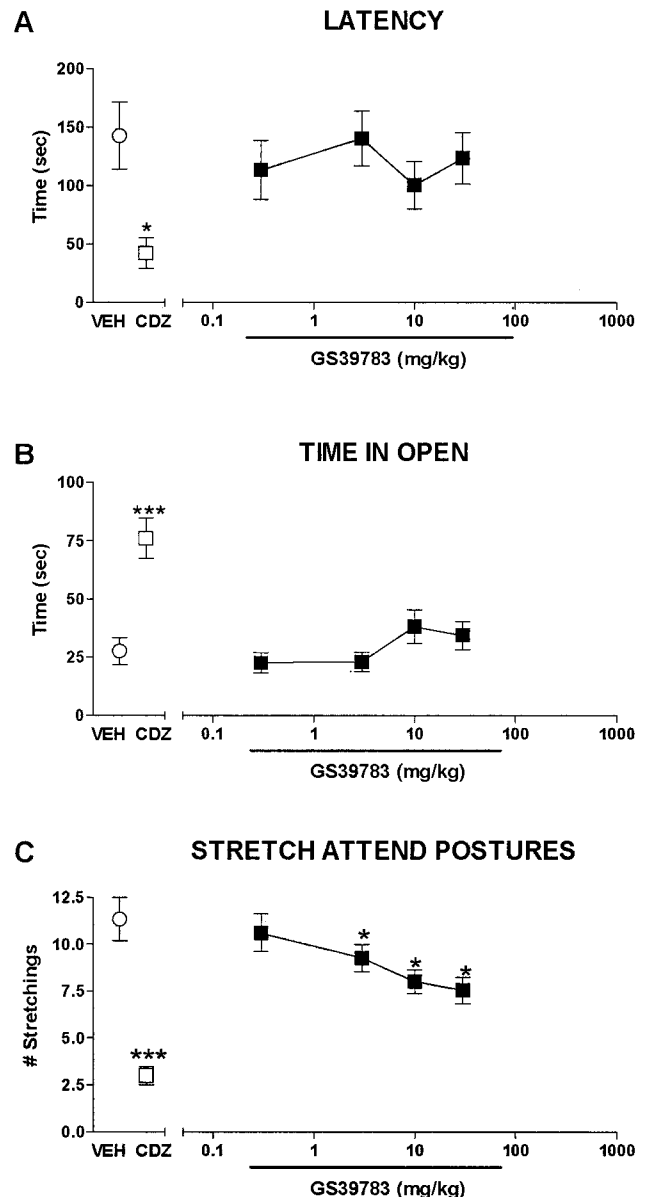 A
LATENCY
Time (sec)
200
150
100
50
0
*
VEH CDZ
0.1 1 10 100 1000
GS39783 (mg/kg)
B
TIME IN OPEN
Time (sec)
100
75
50
25
0
***
VEH CDZ
0.1 1 10 100 1000
GS39783 (mg/kg)
C
STRETCH ATTEND POSTURES
# Stretchings
12.5
10.0
7.5
5.0
2.5
0.0
***
* * *
VEH CDZ
0.1 1 10 100 1000
GS39783 (mg/kg)